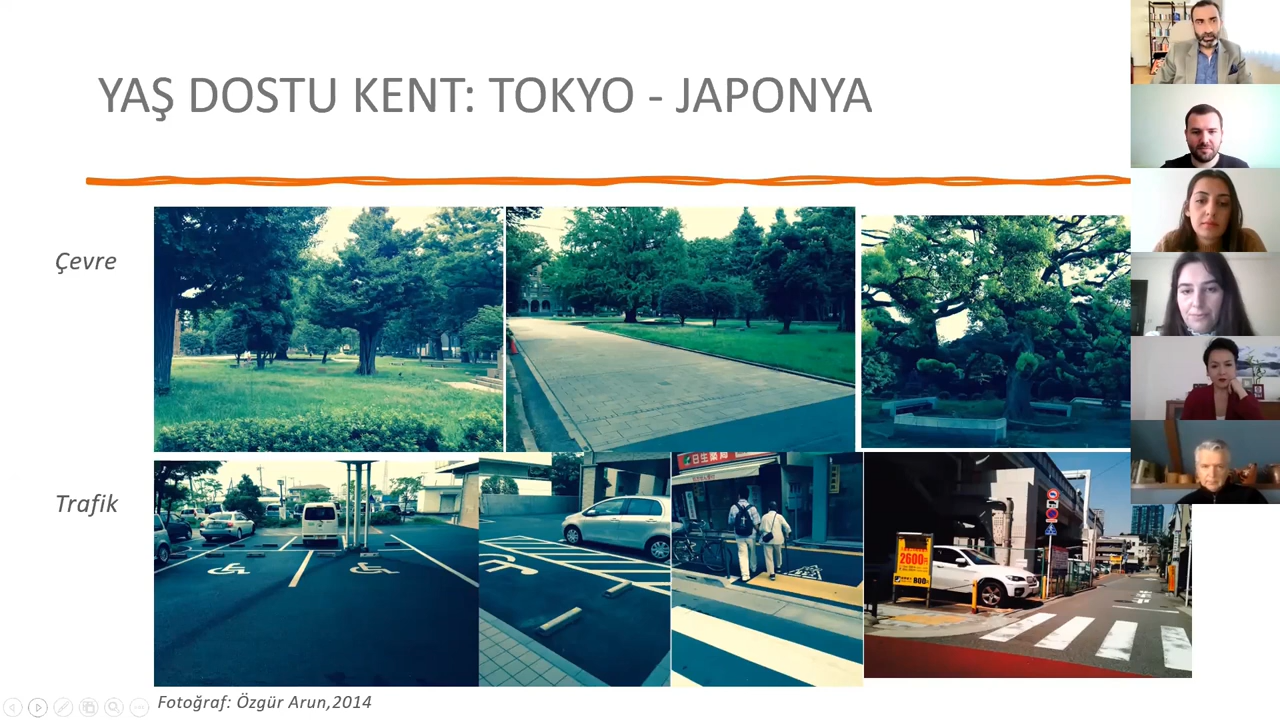 YAŞ DOSTU KENT: TOKYO - JAPONYA
Çevre
Trafik
2600
800
Fotoğraf: Özgür Arun,2014